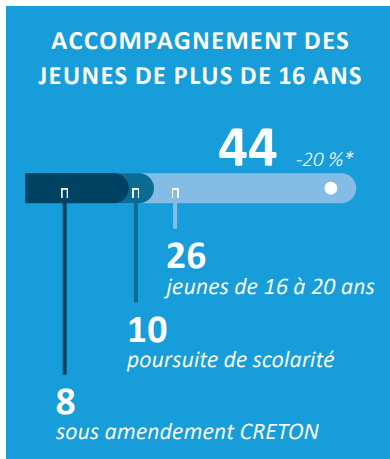 ACCOMPAGNEMENT DES
JEUNES DE PLUS DE 16 ANS
44 -20 %*
26
jeunes de 16 à 20 ans
10
poursuite de scolarité
8
sous amendement CRETON